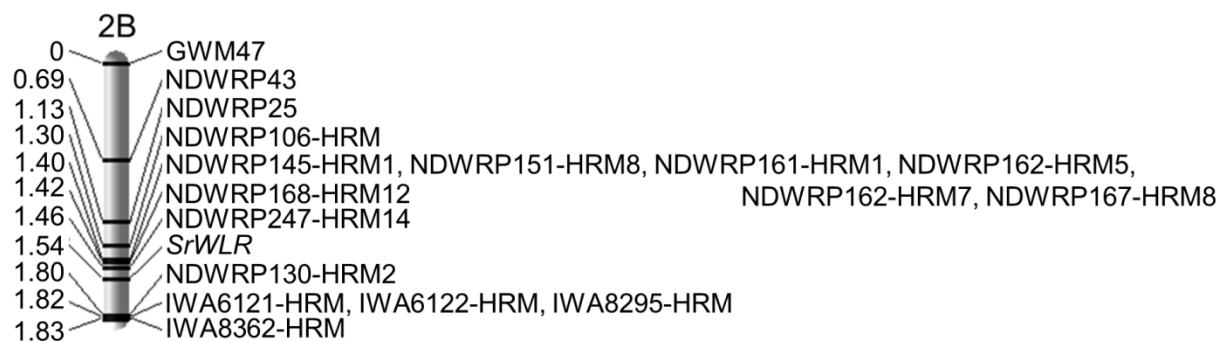 2B
0 GWM47
0.69 NDWRP43
1.13 NDWRP25
1.30 NDWRP106-HRM
1.40 NDWRP145-HRM1, NDWRP151-HRM8, NDWRP161-HRM1, NDWRP162-HRM5,
1.42 NDWRP168-HRM12 NDWRP162-HRM7, NDWRP167-HRM8
1.46 NDWRP247-HRM14
1.54 SrWLR
1.80 NDWRP130-HRM2
1.82 IWA6121-HRM, IWA6122-HRM, IWA8295-HRM
1.83 IWA8362-HRM